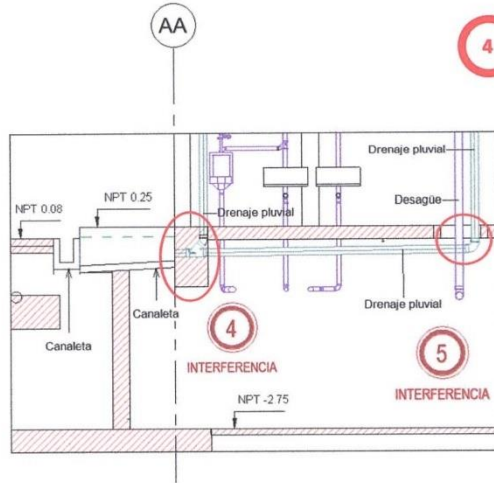 AA
4
Drenaje pluvial
NPT 0.25
Desagüe
NPT 0.08
Drenaje pluvial
Canaleta
Canaleta
Drenaje pluvial
4
INTERFERENCIA
5
INTERFERENCIA
NPT -2.75